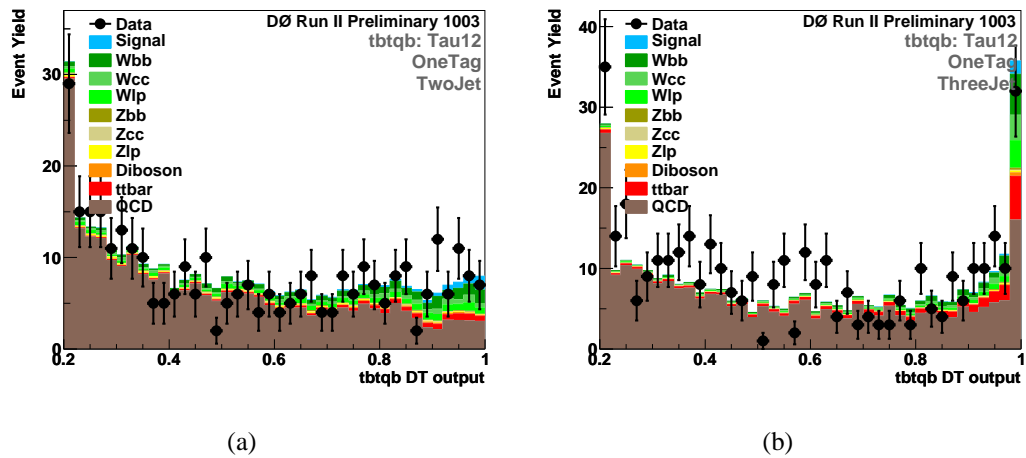 DØ Run II Preliminary 1003
tbtqb: Tau12
OneTag
TwoJet
Event Yield
Data
Signal
Wbb
Wcc
Wlp
Zbb
Zcc
Zlp
Diboson
ttbar
QCD
30
20
10
0
0.2
0.4
0.6
0.8
1
tbtqb DT output
(a)
DØ Run II Preliminary 1003
tbtqb: Tau12
OneTag
ThreeJet
Event Yield
Data
Signal
Wbb
Wcc
Wlp
Zbb
Zcc
Zlp
Diboson
ttbar
QCD
40
30
20
10
0
0.2
0.4
0.6
0.8
1
tbtqb DT output
(b)